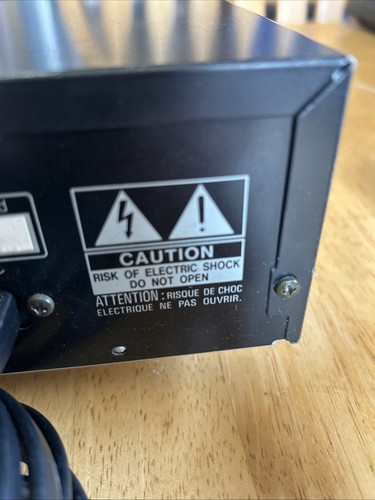 CAUTION
RISK OF ELECTRIC SHOCK
DO NOT OPEN
ATTENTION : RISQUE DE CHOC
ELECTRIQUE NE PAS OUVRIR.